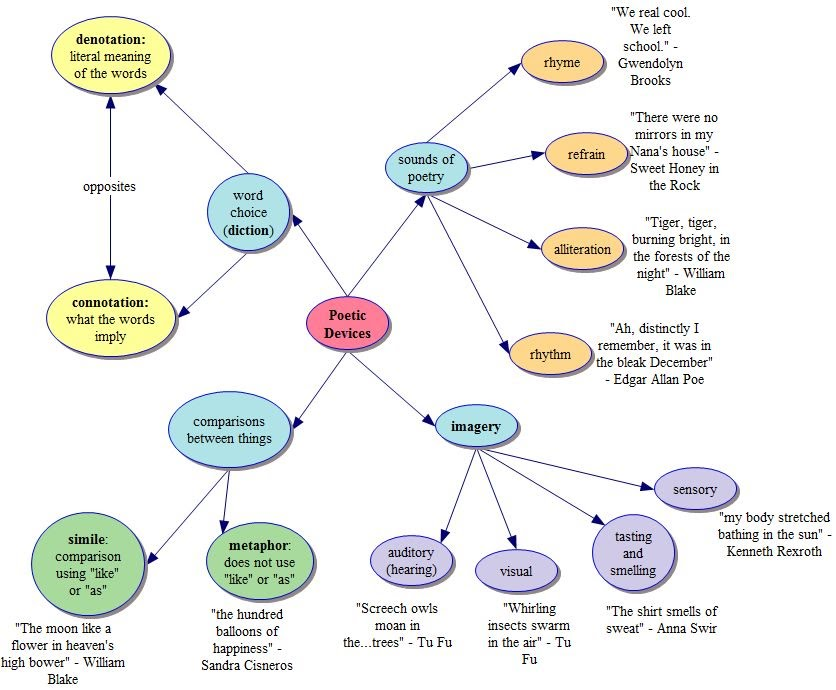 denotation:
literal meaning
of the words
opposites
connotation:
what the words
imply
word
choice
(diction)
Poetic
Devices
sounds of
poetry
rhyme
"We real cool.
We left
school." -
Gwendolyn
Brooks
refrain
"There were no
mirrors in my
Nana's house" -
Sweet Honey in
the Rock
alliteration
"Tiger, tiger,
burning bright, in
the forests of the
night" - William
Blake
rhythm
"Ah, distinctly I
remember, it was in
the bleak December"
- Edgar Allan Poe
comparisons
between things
simile:
comparison
using "like"
or "as"
"The moon like a
flower in heaven's
high bower" - William
Blake
metaphor:
does not use
"like" or "as"
"the hundred
balloons of
happiness" -
Sandra Cisneros
imagery
auditory
(hearing)
"Screech owls
moan in
the...trees" - Tu Fu
visual
"Whirling
insects swarm
in the air" - Tu
Fu
tasting
and
smelling
"The shirt smells of
sweat" - Anna Swir
sensory
"my body stretched
bathing in the sun" -
Kenneth Rexroth